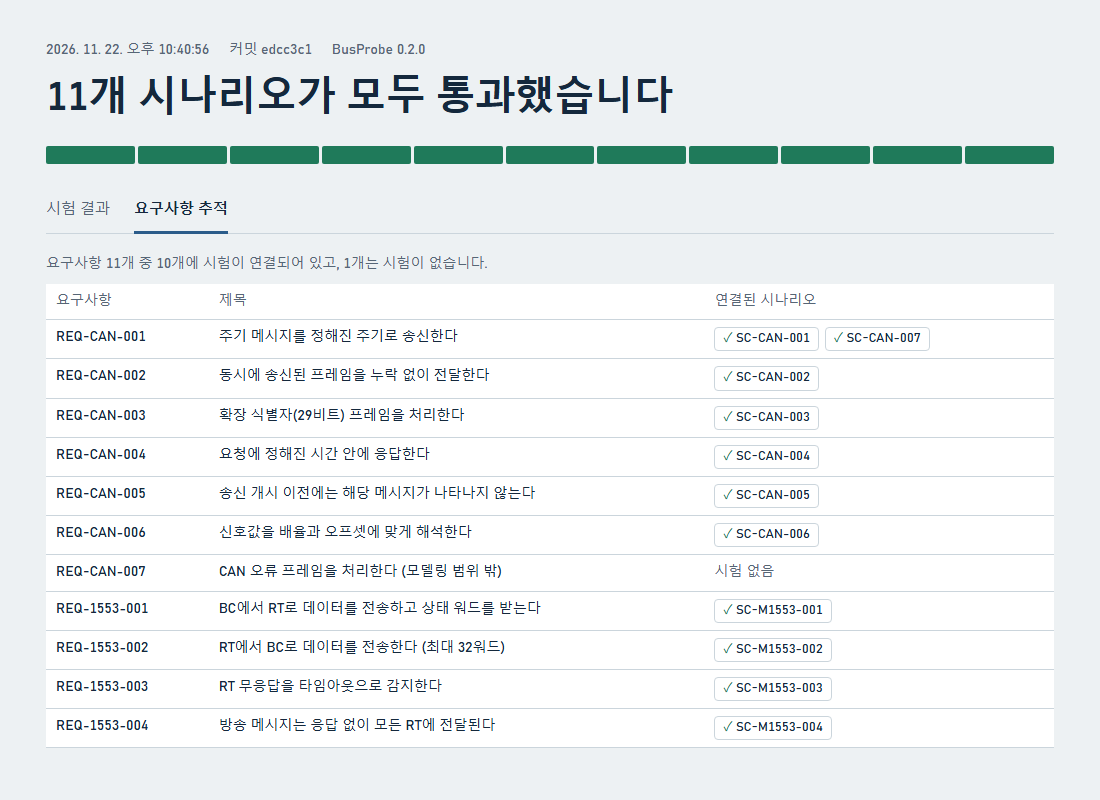 2026. 11. 22. 오후 10:40:56 커밋 edcc3c1 BusProbe 0.2.0
11개 시나리오가 모두 통과했습니다
시험 결과 요구사항 추적
요구사항 11개 중 10개에 시험이 연결되어 있고, 1개는 시험이 없습니다.
요구사항 제목 연결된 시나리오
REQ-CAN-001 주기 메시지를 정해진 주기로 송신한다 ✓ SC-CAN-001 ✓ SC-CAN-007
REQ-CAN-002 동시에 송신된 프레임을 누락 없이 전달한다 ✓ SC-CAN-002
REQ-CAN-003 확장 식별자(29비트) 프레임을 처리한다 ✓ SC-CAN-003
REQ-CAN-004 요청에 정해진 시간 안에 응답한다 ✓ SC-CAN-004
REQ-CAN-005 송신 개시 이전에는 해당 메시지가 나타나지 않는다 ✓ SC-CAN-005
REQ-CAN-006 신호값을 배율과 오프셋에 맞게 해석한다 ✓ SC-CAN-006
REQ-CAN-007 CAN 오류 프레임을 처리한다 (모델링 범위 밖) 시험 없음
REQ-1553-001 BC에서 RT로 데이터를 전송하고 상태 워드를 받는다 ✓ SC-M1553-001
REQ-1553-002 RT에서 BC로 데이터를 전송한다 (최대 32워드) ✓ SC-M1553-002
REQ-1553-003 RT 무응답을 타임아웃으로 감지한다 ✓ SC-M1553-003
REQ-1553-004 방송 메시지는 응답 없이 모든 RT에 전달된다 ✓ SC-M1553-004